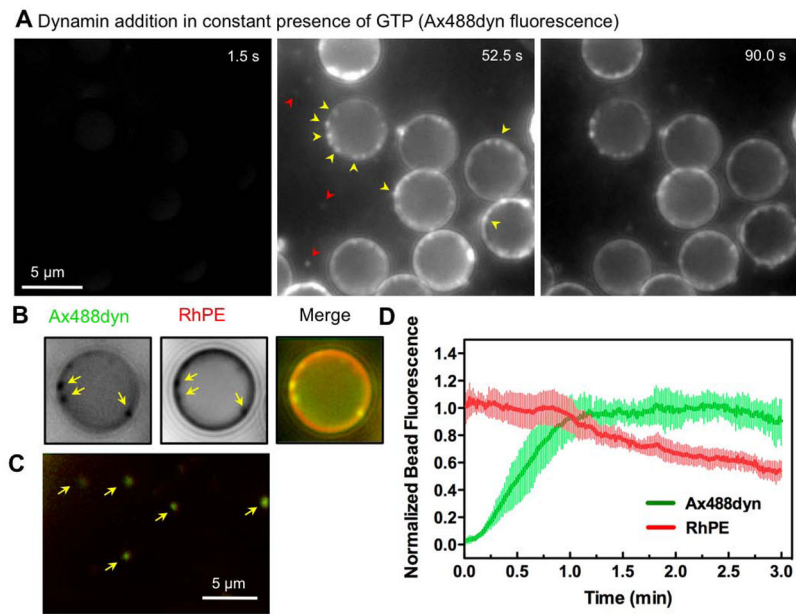 A Dynamin addition in constant presence of GTP (Ax488dyn fluorescence)
1.5 s
52.5 s
90.0 s
5 µm
B
Ax488dyn
RhPE
Merge
C
5 µm
D
Normalized Bead Fluorescence
1.4
1.2
1.0
0.8
0.6
0.4
0.2
0.0
Ax488dyn
RhPE
0.0 0.5 1.0 1.5 2.0 2.5 3.0
Time (min)